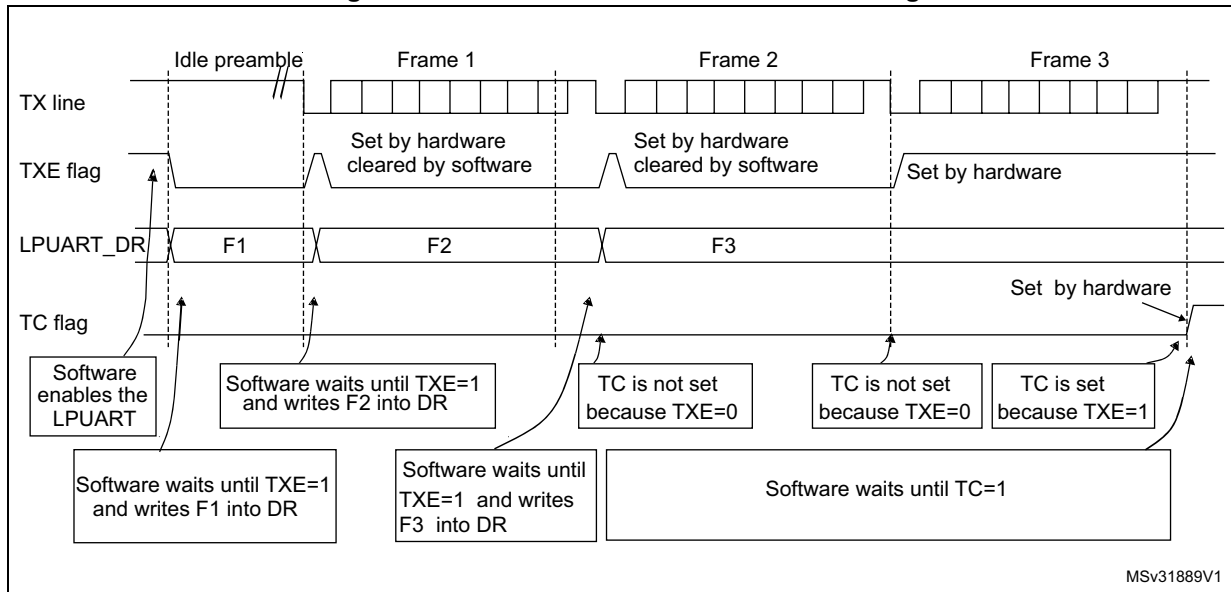 Idle preamble
Frame 1
Frame 2
Frame 3
TX line
Set by hardware
cleared by software
Set by hardware
cleared by software
TXE flag
Set by hardware
LPUART_DR
F1
F2
F3
Set by hardware
TC flag
Software
enables the
LPUART
Software waits until TXE=1
and writes F2 into DR
TC is not set
because TXE=0
TC is not set
because TXE=0
TC is set
because TXE=1
Software waits until TXE=1
and writes F1 into DR
Software waits until
TXE=1 and writes
F3 into DR
Software waits until TC=1
MSv31889V1